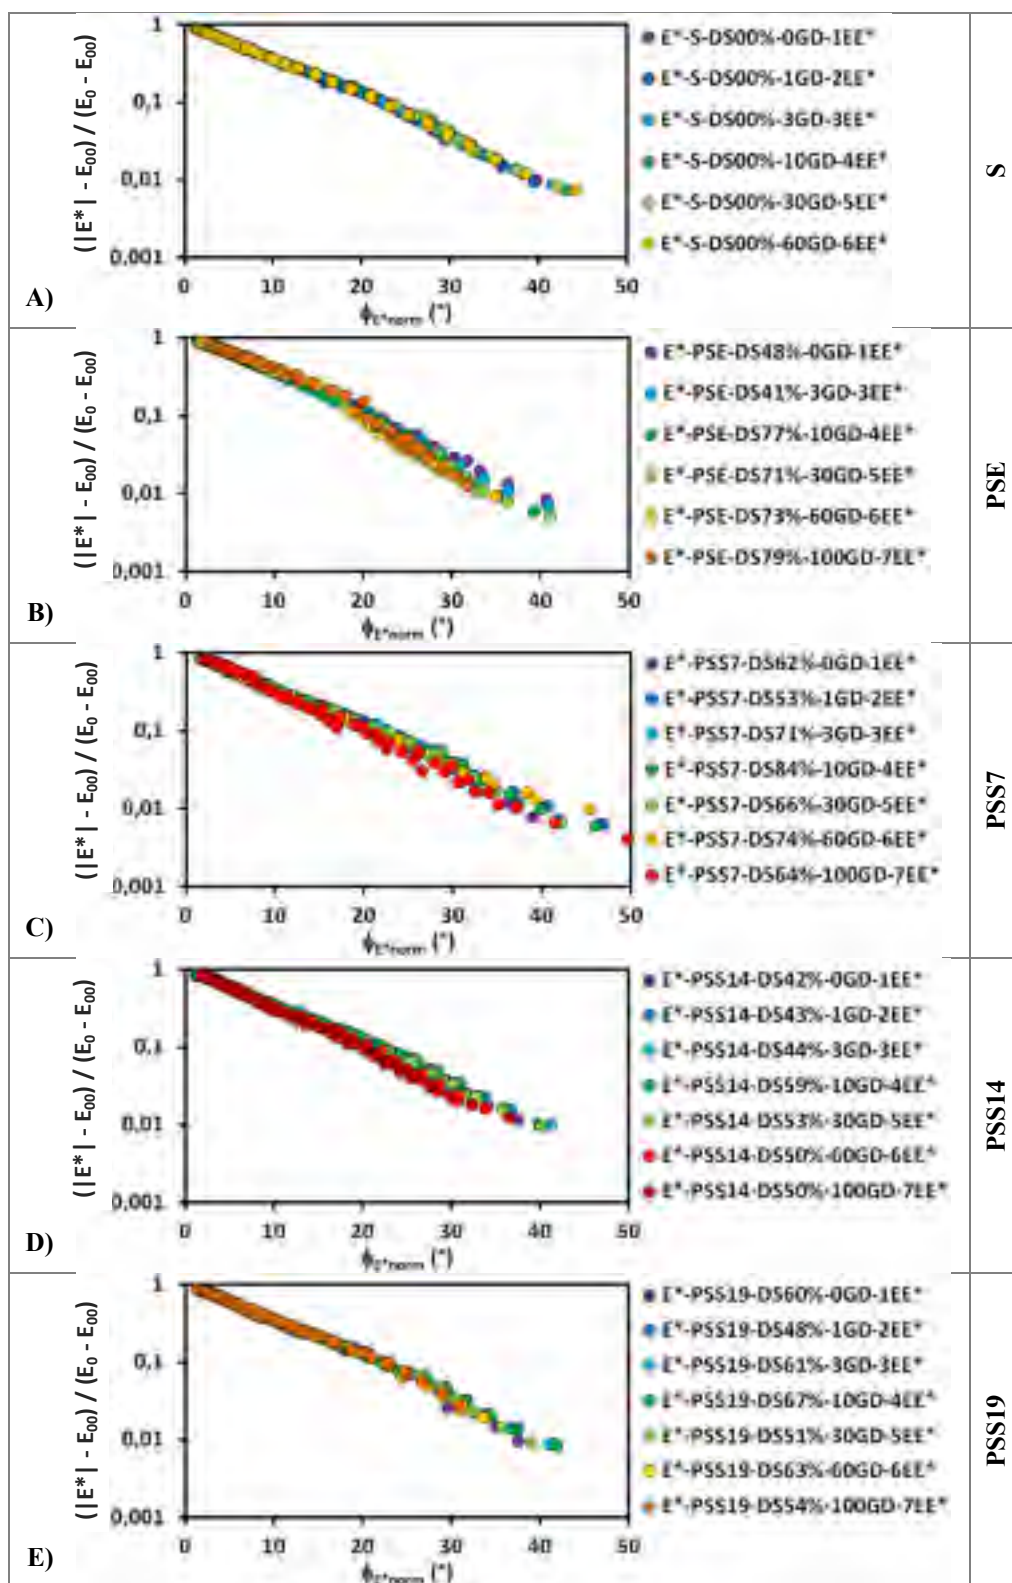 (|E*| - E00) / (E0 - E00)
1
0,1
0,01
0,001
0 10 20 30 40 50
ϕE*norm (°)
E*-S-DS00%-0GD-1EE*
E*-S-DS00%-1GD-2EE*
E*-S-DS00%-3GD-3EE*
E*-S-DS00%-10GD-4EE*
E*-S-DS00%-30GD-5EE*
E*-S-DS00%-60GD-6EE*
S
A)
(|E*| - E00) / (E0 - E00)
1
0,1
0,01
0,001
0 10 20 30 40 50
ϕE*norm (°)
E*-PSE-DS48%-0GD-1EE*
E*-PSE-DS41%-3GD-3EE*
E*-PSE-DS77%-10GD-4EE*
E*-PSE-DS71%-30GD-5EE*
E*-PSE-DS73%-60GD-6EE*
E*-PSE-DS79%-100GD-7EE*
PSE
B)
(|E*| - E00) / (E0 - E00)
1
0,1
0,01
0,001
0 10 20 30 40 50
ϕE*norm (°)
E*-PSS7-DS62%-0GD-1EE*
E*-PSS7-DS53%-1GD-2EE*
E*-PSS7-DS71%-3GD-3EE*
E*-PSS7-DS84%-10GD-4EE*
E*-PSS7-DS66%-30GD-5EE*
E*-PSS7-DS74%-60GD-6EE*
E*-PSS7-DS64%-100GD-7EE*
PSS7
C)
(|E*| - E00) / (E0 - E00)
1
0,1
0,01
0,001
0 10 20 30 40 50
ϕE*norm (°)
E*-PSS14-DS42%-0GD-1EE*
E*-PSS14-DS43%-1GD-2EE*
E*-PSS14-DS44%-3GD-3EE*
E*-PSS14-DS59%-10GD-4EE*
E*-PSS14-DS53%-30GD-5EE*
E*-PSS14-DS50%-60GD-6EE*
E*-PSS14-DS50%-100GD-7EE*
PSS14
D)
(|E*| - E00) / (E0 - E00)
1
0,1
0,01
0,001
0 10 20 30 40 50
ϕE*norm (°)
E*-PSS19-DS60%-0GD-1EE*
E*-PSS19-DS48%-1GD-2EE*
E*-PSS19-DS61%-3GD-3EE*
E*-PSS19-DS67%-10GD-4EE*
E*-PSS19-DS51%-30GD-5EE*
E*-PSS19-DS63%-60GD-6EE*
E*-PSS19-DS54%-100GD-7EE*
PSS19
E)